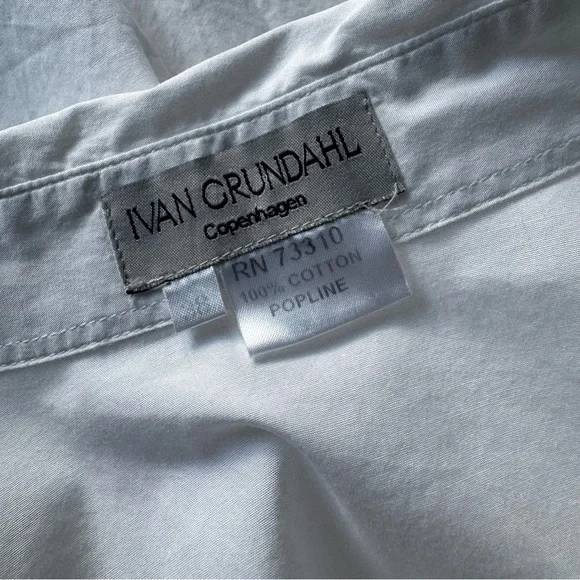 IVAN GRUNDAHL
Copenhagen
RN 73310
100% COTTON
POPLINE